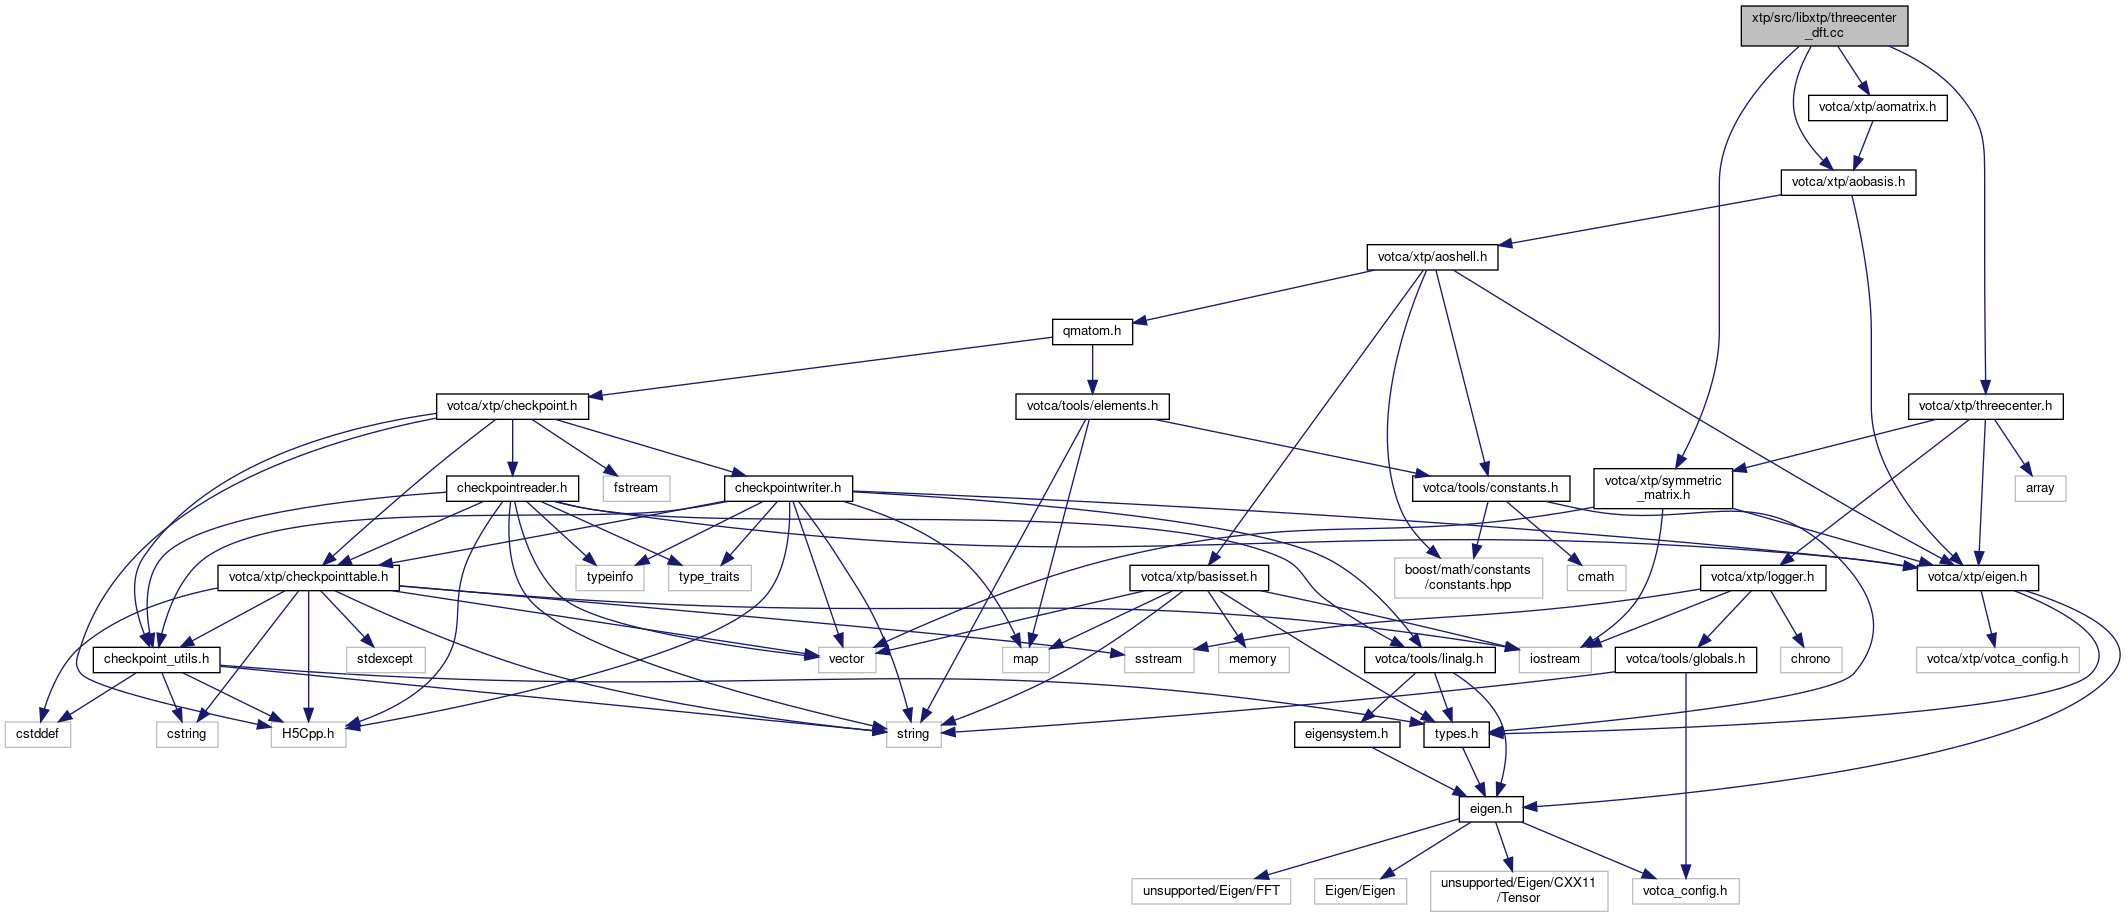 xtp/src/libxtp/threecenter
_dft.cc
votca/xtp/aomatrix.h
votca/xtp/aobasis.h
votca/xtp/aoshell.h
qmatom.h
votca/xtp/checkpoint.h
votca/tools/elements.h
votca/xtp/threecenter.h
checkpointreader.h
fstream
checkpointwriter.h
votca/tools/constants.h
votca/xtp/symmetric
_matrix.h
array
votca/xtp/checkpointtable.h
typeinfo
type_traits
votca/xtp/basisset.h
boost/math/constants
/constants.hpp
cmath
votca/xtp/logger.h
votca/xtp/eigen.h
checkpoint_utils.h
stdexcept
vector
map
sstream
memory
votca/tools/linalg.h
iostream
votca/tools/globals.h
chrono
votca/xtp/votca_config.h
cstddef
cstring
H5Cpp.h
string
eigensystem.h
types.h
eigen.h
unsupported/Eigen/FFT
Eigen/Eigen
unsupported/Eigen/CXX11
/Tensor
votca_config.h